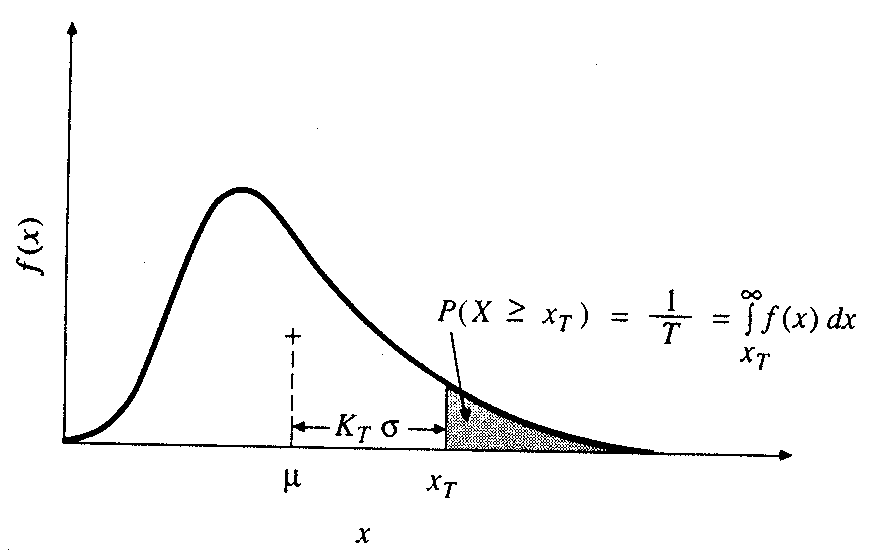 f(x)
P(X ≥ x_T) = 1/T = ∫_{x_T}^{∞} f(x) dx
K_T σ
μ
x_T
x